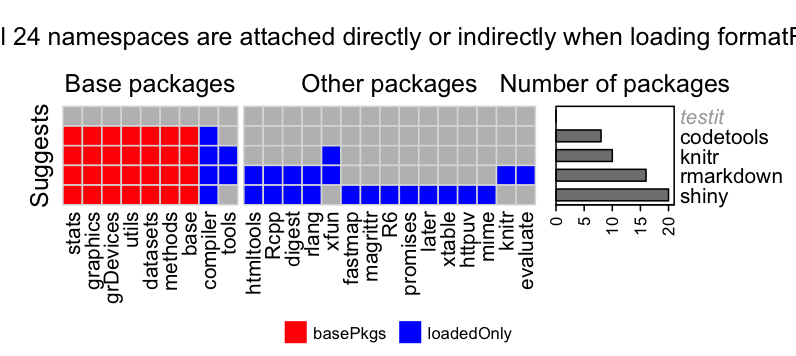 l 24 namespaces are attached directly or indirectly when loading format
Base packages Other packages Number of packages
Suggests
testit
codetools
knitr
rmarkdown
shiny
stats graphics grDevices utils datasets methods base compiler tools htmltools Rcpp digest rlang xfun fastmap magrittr R6 promises later xtable httpuv mime knitr evaluate
0 5 10 15 20
basePkgs loadedOnly